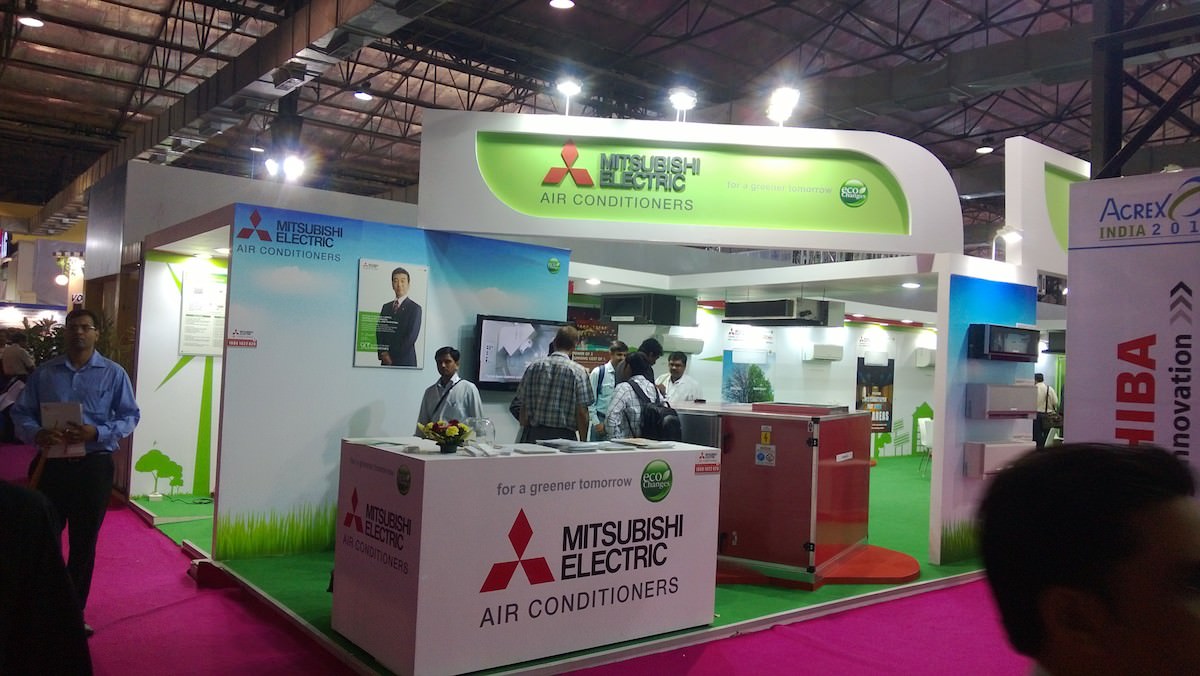 MITSUBISHI
ELECTRIC
AIR CONDITIONERS
for a greener tomorrow
eco
Changes
MITSUBISHI
ELECTRIC
AIR CONDITIONERS
ACREX
INDIA 201
HIBA
nnovation
VO
for a greener tomorrow
eco
Changes
MITSUBISHI
ELECTRIC
AIR CONDITIONERS
MITSUBISHI
ELECTRIC
AIR CONDITIONERS